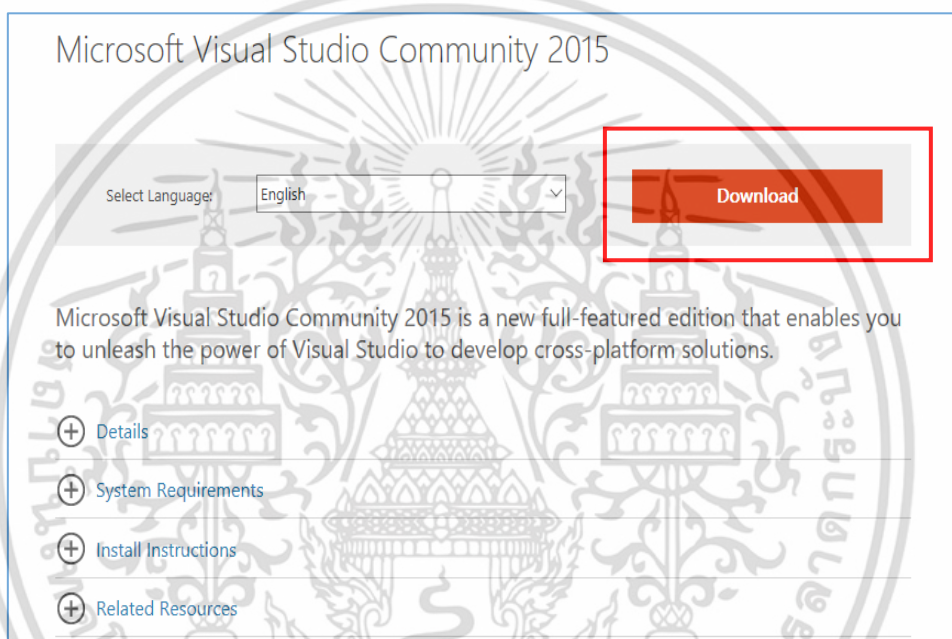 Microsoft Visual Studio Community 2015
Select Language:
English
Download
Microsoft Visual Studio Community 2015 is a new full-featured edition that enables you
to unleash the power of Visual Studio to develop cross-platform solutions.
Details
System Requirements
Install Instructions
Related Resources